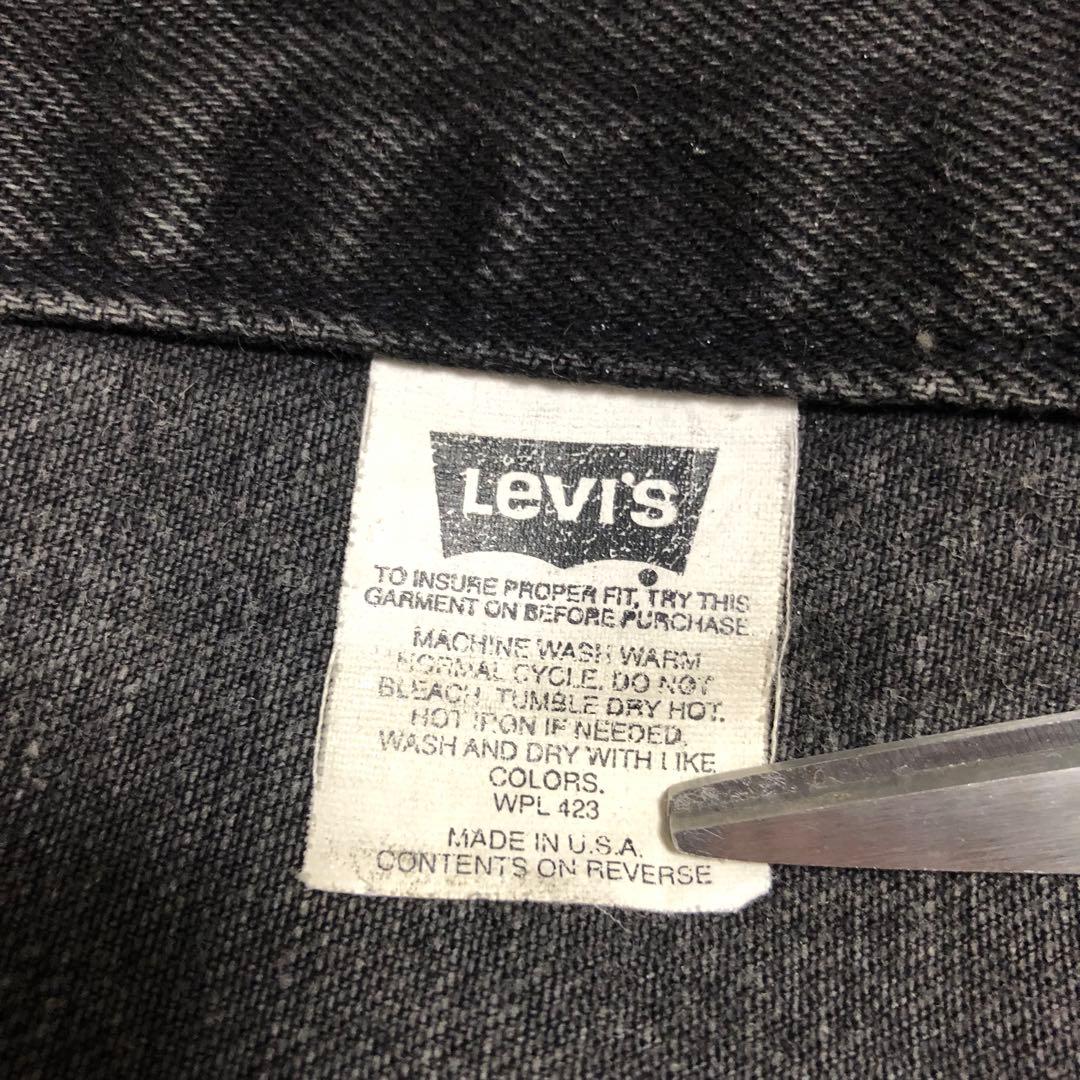 Levi's
TO INSURE PROPER FIT, TRY THIS
GARMENT ON BEFORE PURCHASE.
MACHINE WASH WARM
NORMAL CYCLE. DO NOT
BLEACH. TUMBLE DRY HOT.
HOT IRON IF NEEDED.
WASH AND DRY WITH LIKE
COLORS.
WPL 423
MADE IN U.S.A.
CONTENTS ON REVERSE